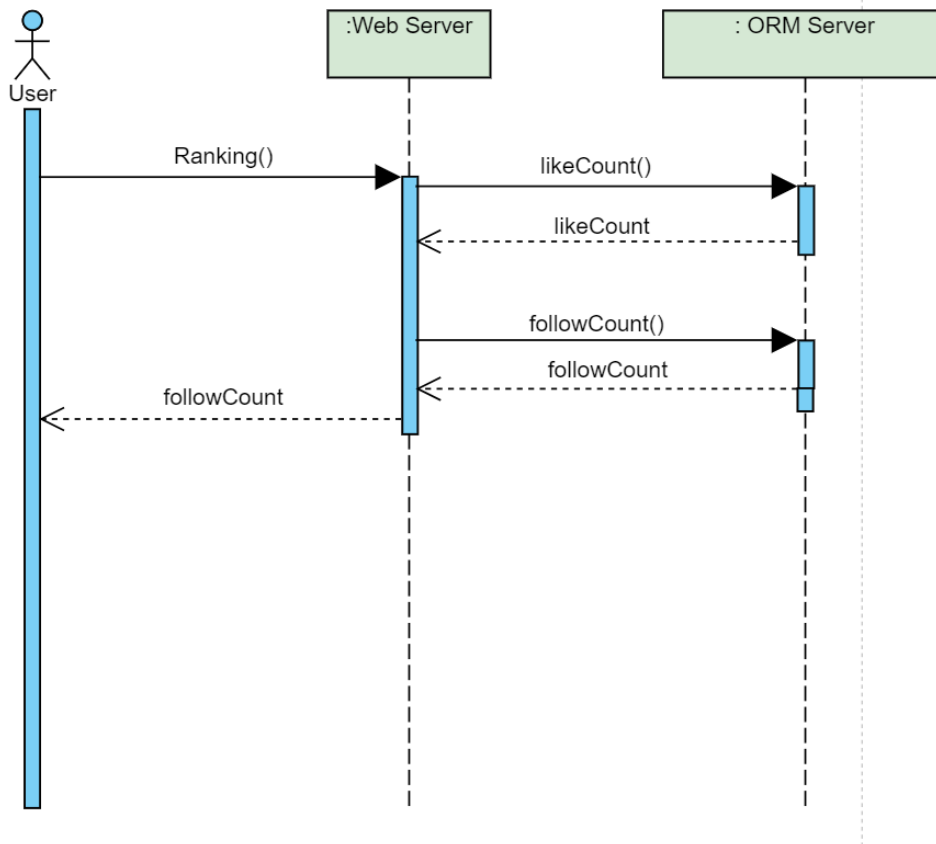 :Web Server
: ORM Server
User
Ranking()
likeCount()
likeCount
followCount()
followCount
followCount